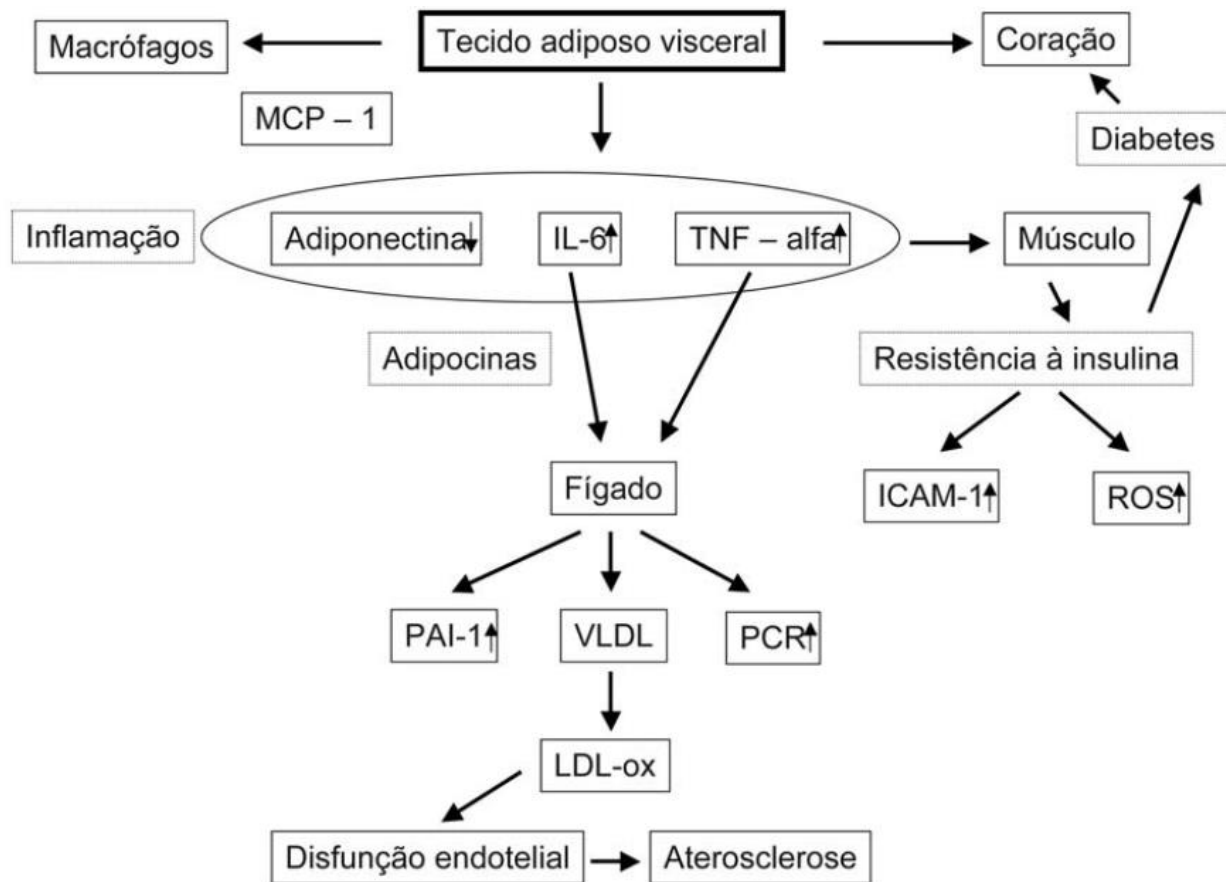 Macrófagos
Tecido adiposo visceral
Coração
MCP – 1
Diabetes
Inflamação
Adiponectina↓
IL-6↑
TNF – alfa↑
Músculo
Adipocinas
Resistência à insulina
Fígado
ICAM-1↑
ROS↑
PAI-1↑
VLDL
PCR↑
LDL-ox
Disfunção endotelial
Aterosclerose